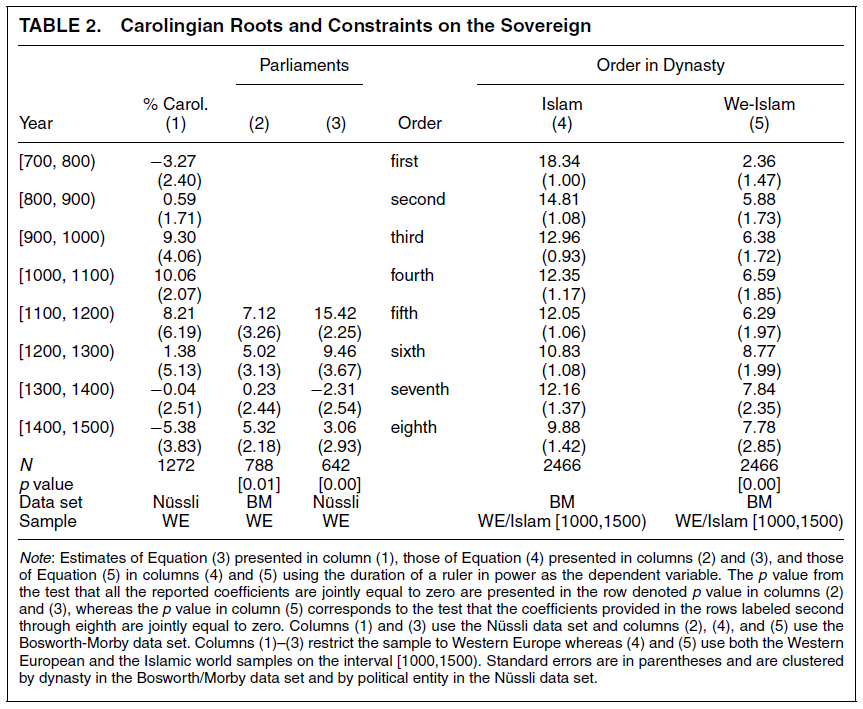 TABLE 2. Carolingian Roots and Constraints on the Sovereign
Parliaments Order in Dynasty
% Carol. Islam We-Islam
Year (1) (2) (3) Order (4) (5)
[700, 800) −3.27 first 18.34 2.36
(2.40) (1.00) (1.47)
[800, 900) 0.59 second 14.81 5.88
(1.71) (1.08) (1.73)
[900, 1000) 9.30 third 12.96 6.38
(4.06) (0.93) (1.72)
[1000, 1100) 10.06 fourth 12.35 6.59
(2.07) (1.17) (1.85)
[1100, 1200) 8.21 7.12 15.42 fifth 12.05 6.29
(6.19) (3.26) (2.25) (1.06) (1.97)
[1200, 1300) 1.38 5.02 9.46 sixth 10.83 8.77
(5.13) (3.13) (3.67) (1.08) (1.99)
[1300, 1400) −0.04 0.23 −2.31 seventh 12.16 7.84
(2.51) (2.44) (2.54) (1.37) (2.35)
[1400, 1500) −5.38 5.32 3.06 eighth 9.88 7.78
(3.83) (2.18) (2.93) (1.42) (2.85)
N 1272 788 642 2466 2466
p value [0.01] [0.00] [0.00]
Data set Nüssli BM Nüssli BM BM
Sample WE WE WE WE/Islam [1000,1500) WE/Islam [1000,1500)
Note: Estimates of Equation (3) presented in column (1), those of Equation (4) presented in columns (2) and (3), and those
of Equation (5) in columns (4) and (5) using the duration of a ruler in power as the dependent variable. The p value from
the test that all the reported coefficients are jointly equal to zero are presented in the row denoted p value in columns (2)
and (3), whereas the p value in column (5) corresponds to the test that the coefficients provided in the rows labeled second
through eighth are jointly equal to zero. Columns (1) and (3) use the Nüssli data set and columns (2), (4), and (5) use the
Bosworth-Morby data set. Columns (1)–(3) restrict the sample to Western Europe whereas (4) and (5) use both the Western
European and the Islamic world samples on the interval [1000,1500). Standard errors are in parentheses and are clustered
by dynasty in the Bosworth/Morby data set and by political entity in the Nüssli data set.